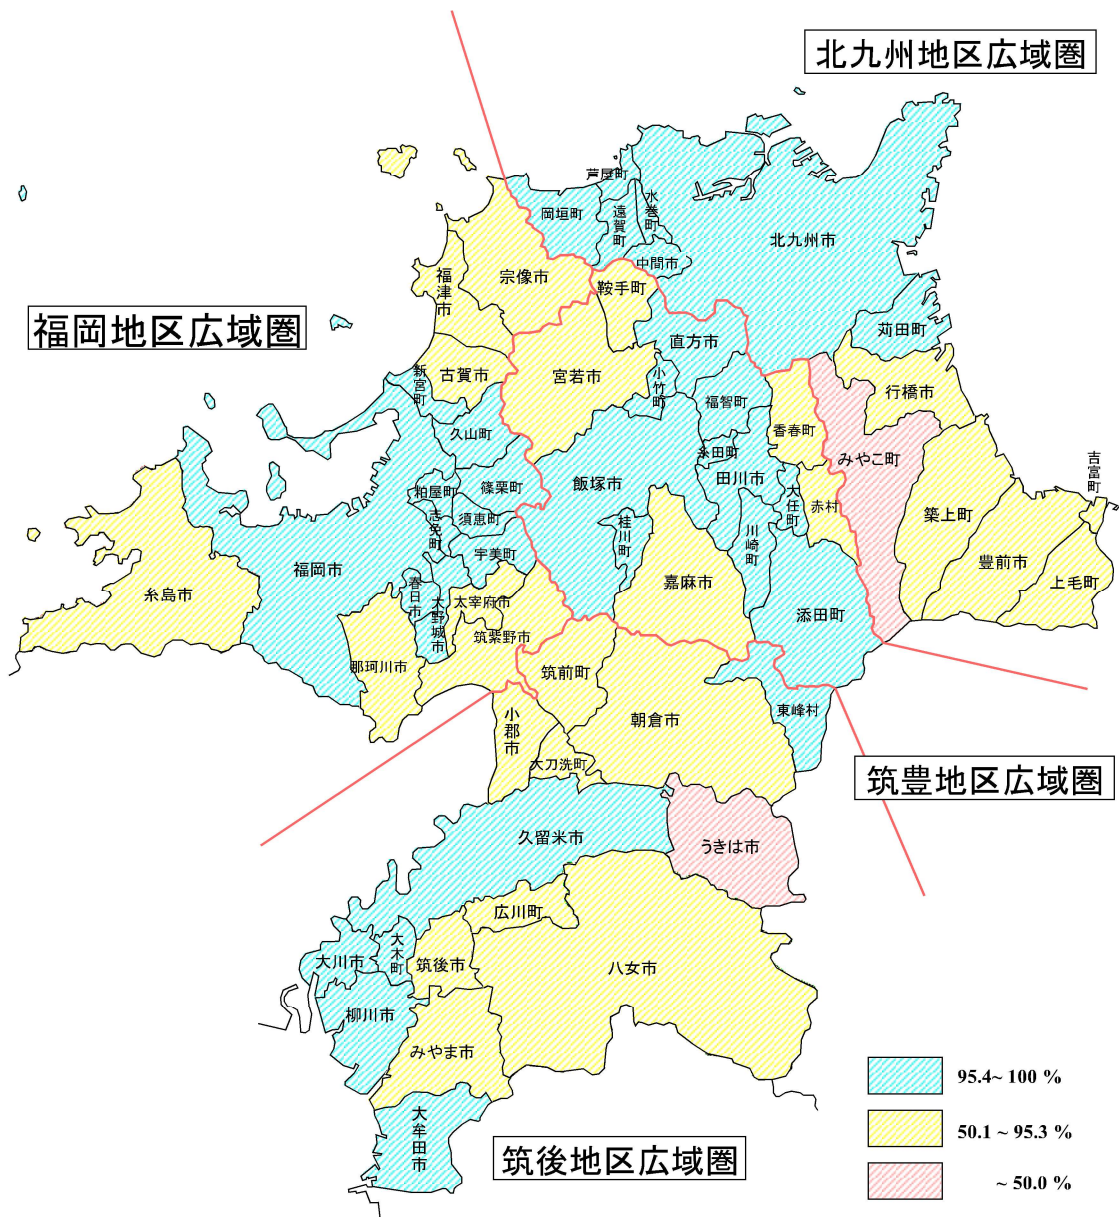 北九州地区広域圏
芦屋町
水巻町
岡垣町
遠賀町
北九州市
中間市
宗像市
福津市
鞍手町
福岡地区広域圏
苅田町
直方市
古賀市
新宮町
宮若市
小竹町
行橋市
福智町
久山町
香春町
みやこ町
糸田町
吉富町
田川市
飯塚市
篠栗町
粕屋町
大任町
赤村
築上町
須恵町
志免町
桂川町
川崎町
宇美町
豊前市
福岡市
嘉麻市
上毛町
糸島市
春日市
大野城市
太宰府市
添田町
筑紫野市
那珂川市
筑前町
東峰村
朝倉市
小郡市
大刀洗町
筑豊地区広域圏
久留米市
うきは市
広川町
大木町
大川市
筑後市
八女市
柳川市
みやま市
95.4~ 100 %
50.1 ~ 95.3 %
大牟田市
筑後地区広域圏
~ 50.0 %